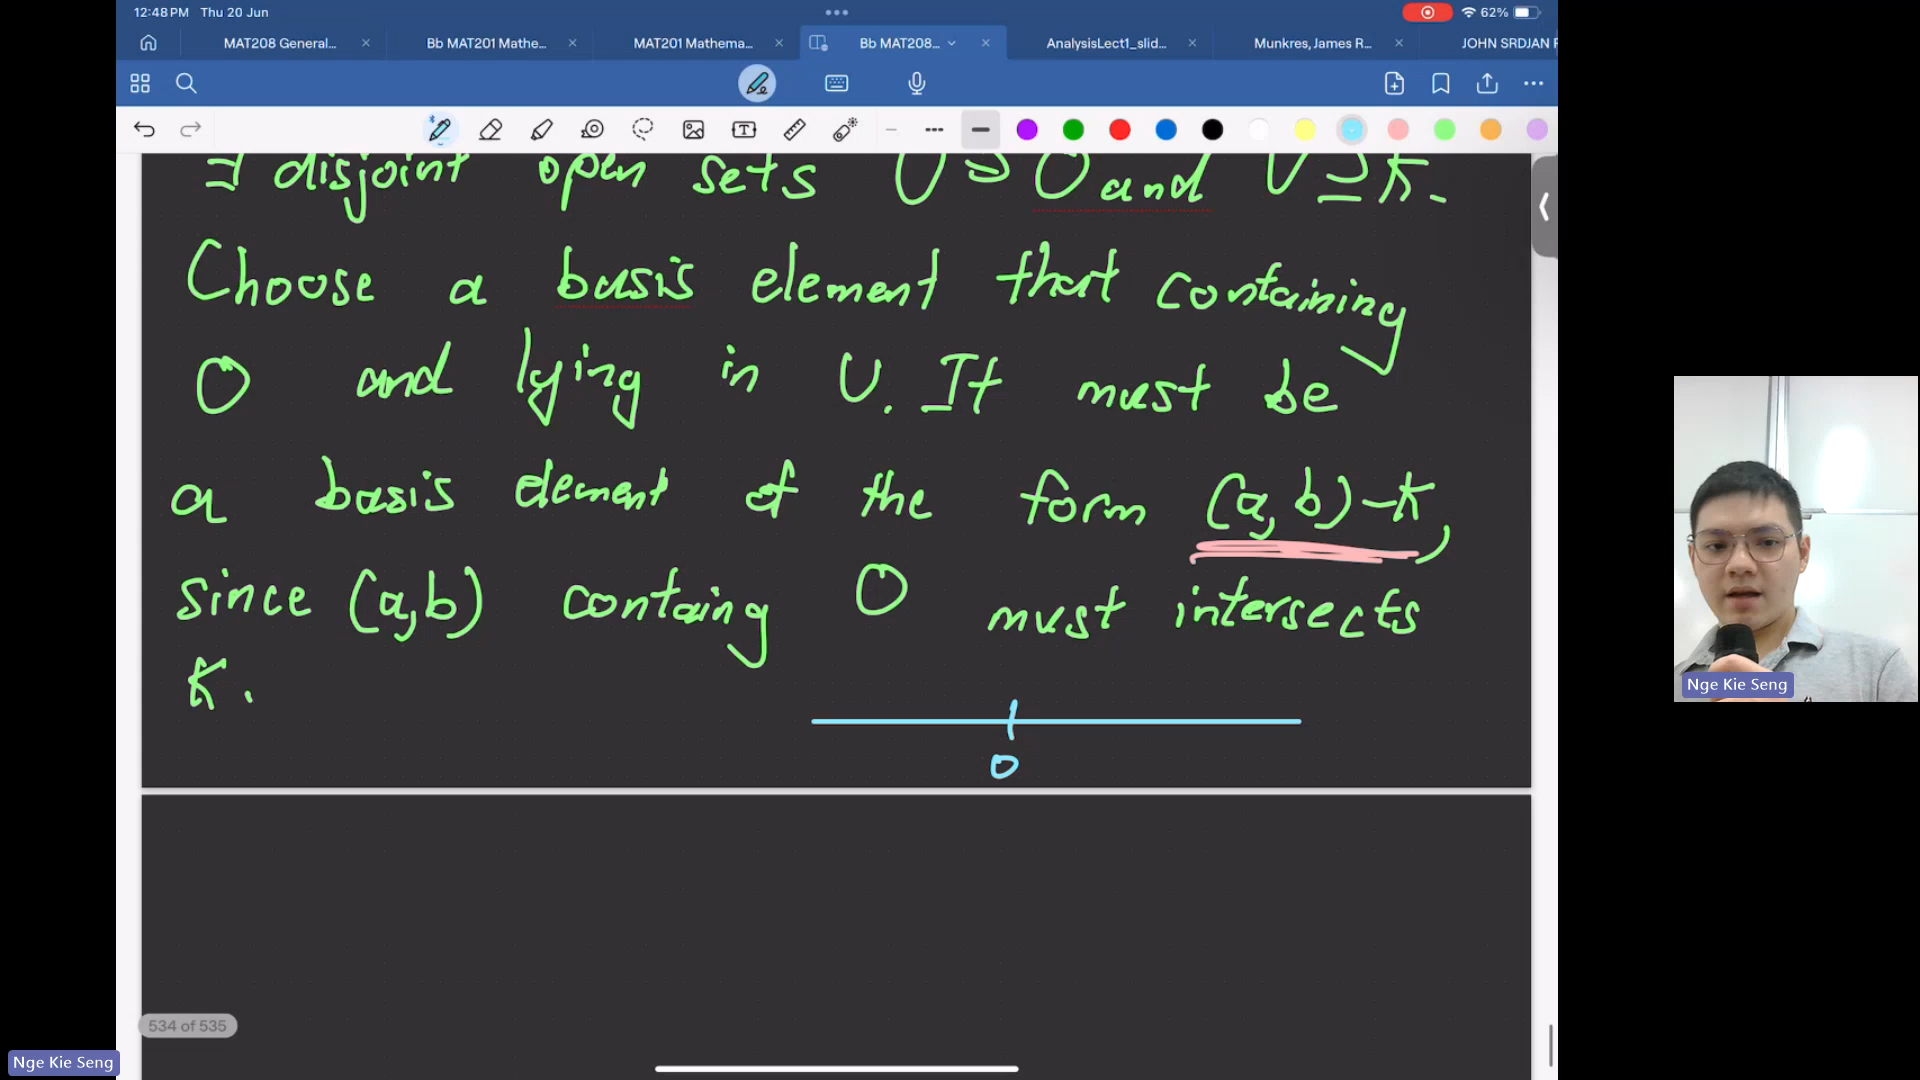 12:48 PM Thu 20 Jun
62%
MAT208 General...
Bb MAT201 Mathe...
MAT201 Mathema...
Bb MAT208...
AnalysisLect1_slid...
Munkres, James R...
JOHN SRDJAN P
∃ disjoint open sets U ⊇ 0 and V ⊇ K.
Choose a basis element that containing
0 and lying in U. It must be
a basis element of the form (a, b) – K,
since (a,b) containg 0 must intersects
K.
0
534 of 535
Nge Kie Seng
Nge Kie Seng